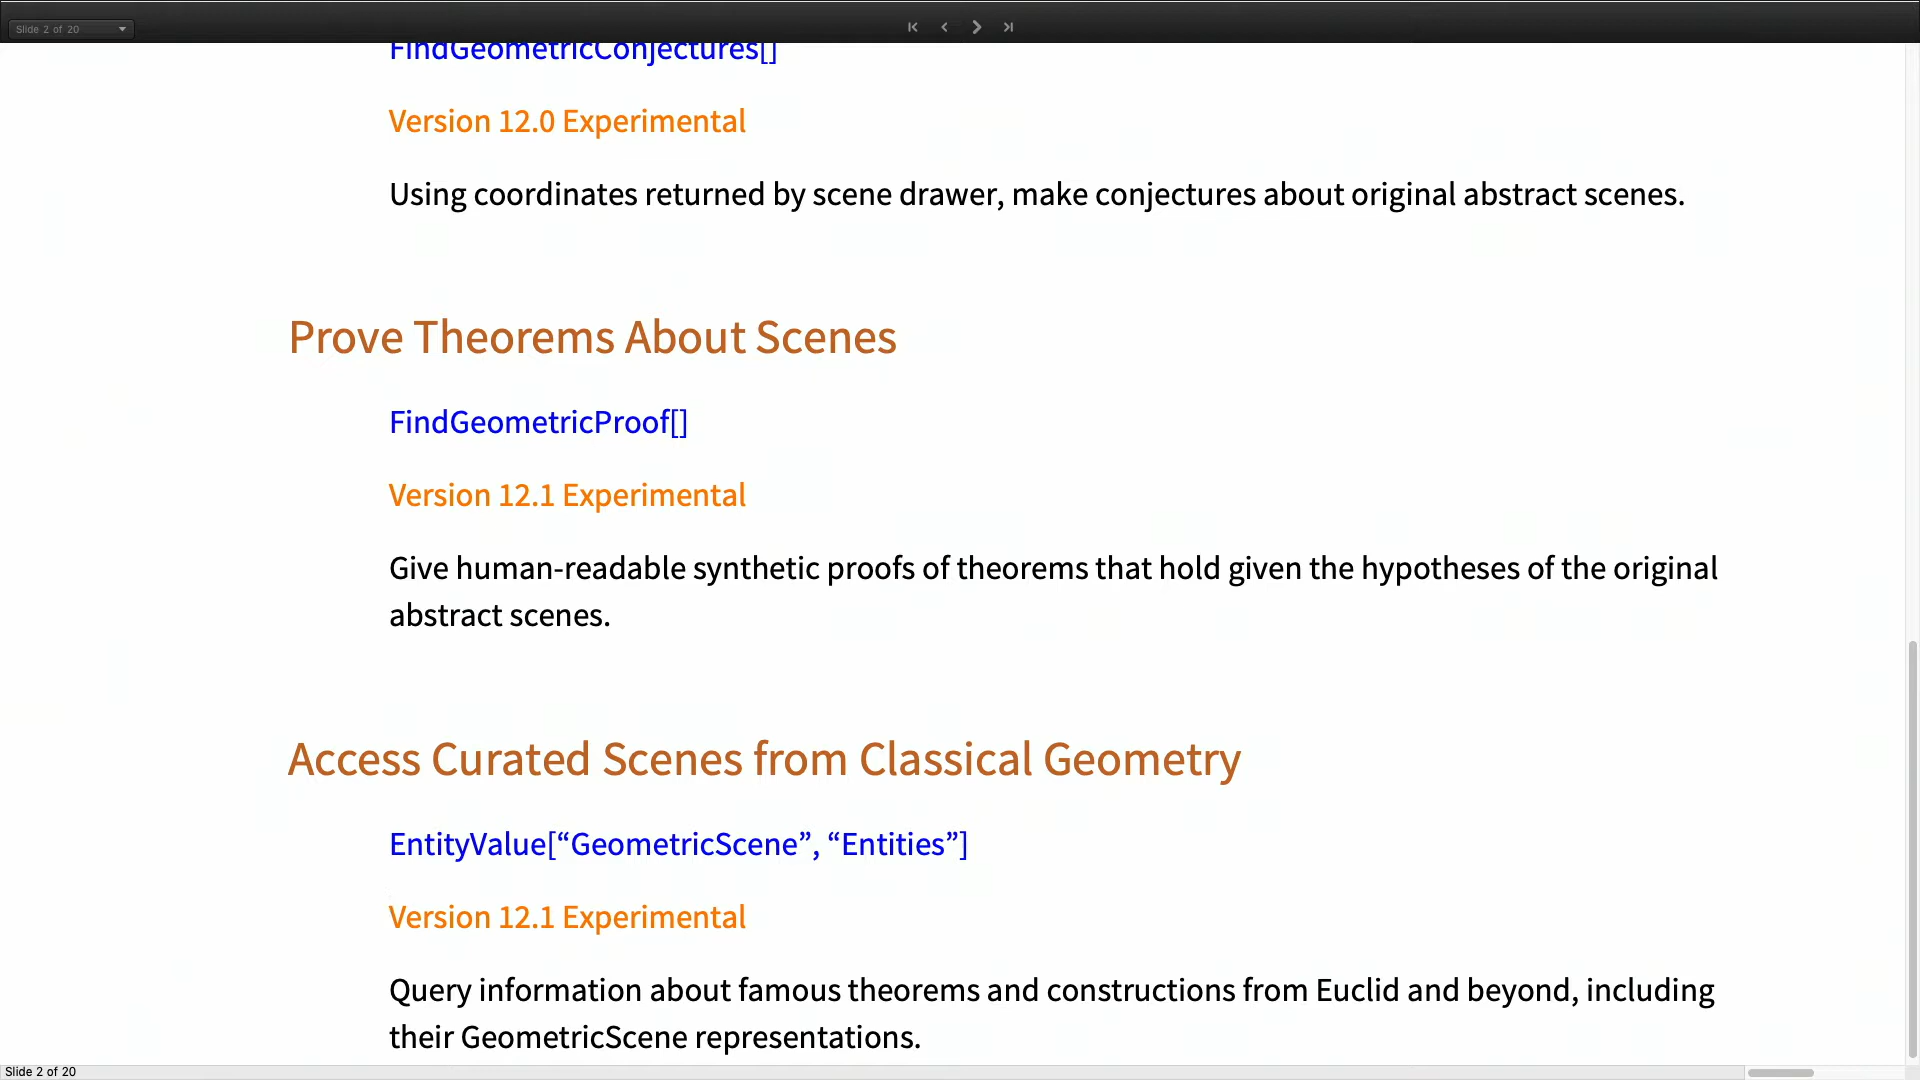 Slide 2 of 20
FindGeometricConjectures[]
Version 12.0 Experimental
Using coordinates returned by scene drawer, make conjectures about original abstract scenes.
Prove Theorems About Scenes
FindGeometricProof[]
Version 12.1 Experimental
Give human-readable synthetic proofs of theorems that hold given the hypotheses of the original
abstract scenes.
Access Curated Scenes from Classical Geometry
EntityValue[“GeometricScene”, “Entities”]
Version 12.1 Experimental
Query information about famous theorems and constructions from Euclid and beyond, including
their GeometricScene representations.
Slide 2 of 20